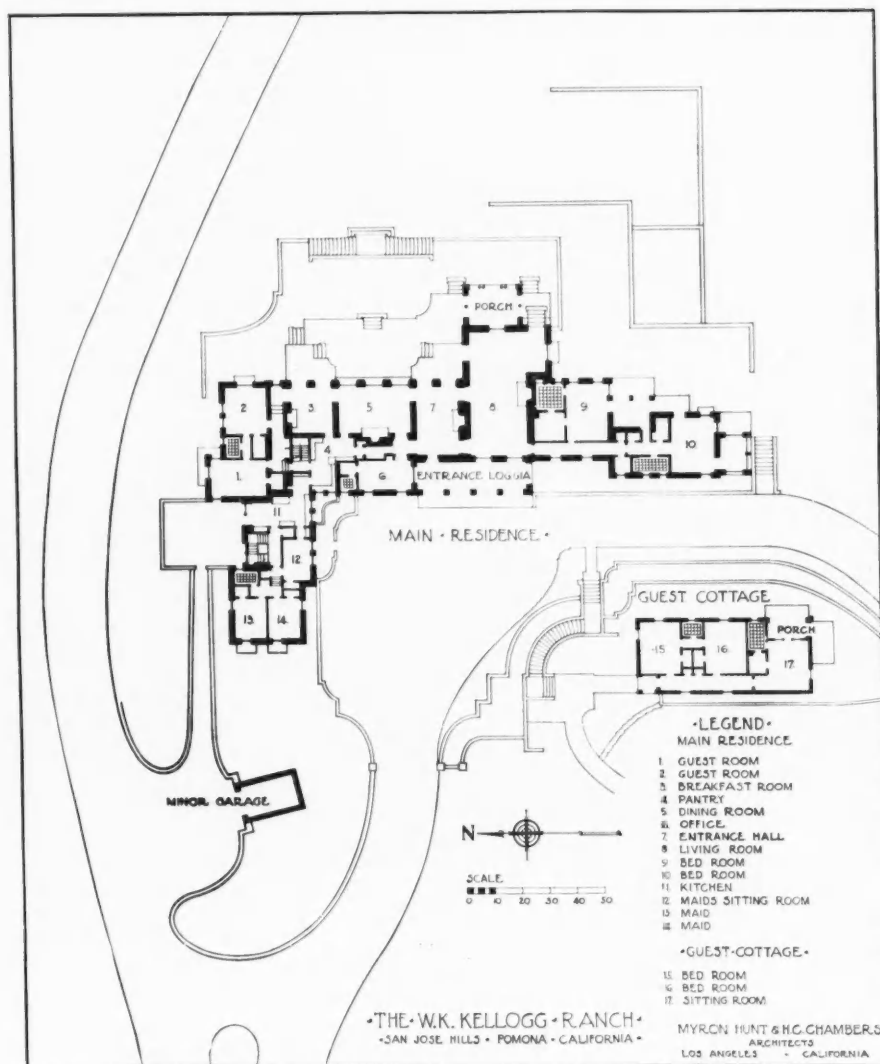 · PORCH ·
2.
3.
5.
7.
8
9
10.
4
1.
6.
ENTRANCE LOGGIA
11
MAIN · RESIDENCE ·
12
GUEST COTTAGE
13.
14.
PORCH
15.
16.
17.
·LEGEND·
MAIN RESIDENCE
1. GUEST ROOM
2. GUEST ROOM
3. BREAKFAST ROOM
4. PANTRY
5. DINING ROOM
6. OFFICE
7. ENTRANCE HALL
8 LIVING ROOM
9 BED ROOM
10. BED ROOM
11. KITCHEN
12. MAIDS SITTING ROOM
13 MAID
14. MAID
MINOR GARAGE
N
SCALE
0 10 20 30 40 50
·GUEST·COTTAGE·
15. BED ROOM
16 BED ROOM
17. SITTING ROOM
·THE·W.K. KELLOGG·RANCH·
·SAN JOSE HILLS · POMONA · CALIFORNIA·
MYRON HUNT & H.C. CHAMBERS
ARCHITECTS
LOS ANGELES · CALIFORNIA